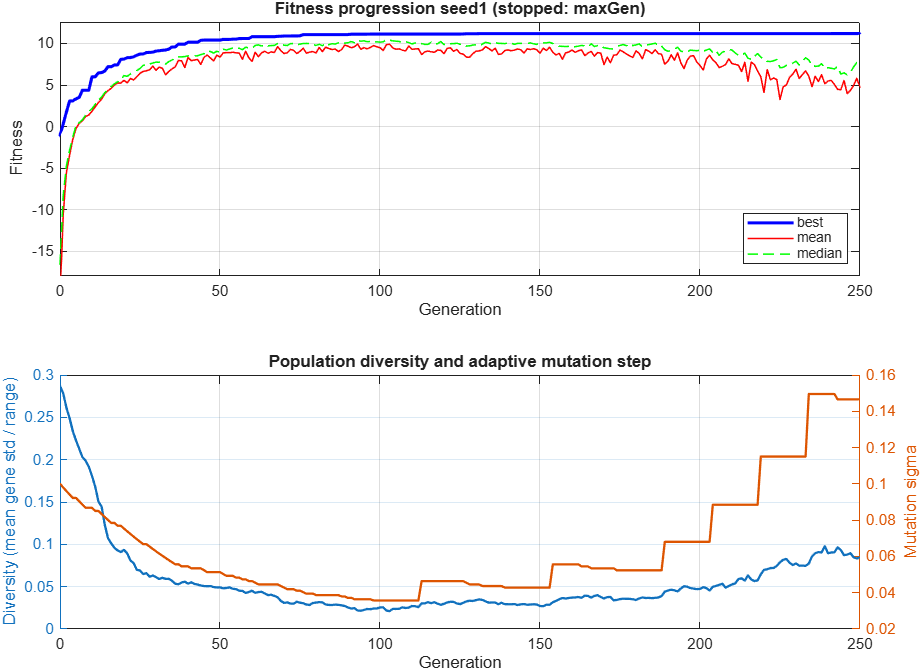 Fitness progression seed1 (stopped: maxGen)
10
5
0
-5
-10
-15
Fitness
best
mean
median
0 50 100 150 200 250
Generation
Population diversity and adaptive mutation step
0.3
0.25
0.2
0.15
0.1
0.05
0
Diversity (mean gene std / range)
0.16
0.14
0.12
0.1
0.08
0.06
0.04
0.02
Mutation sigma
0 50 100 150 200 250
Generation